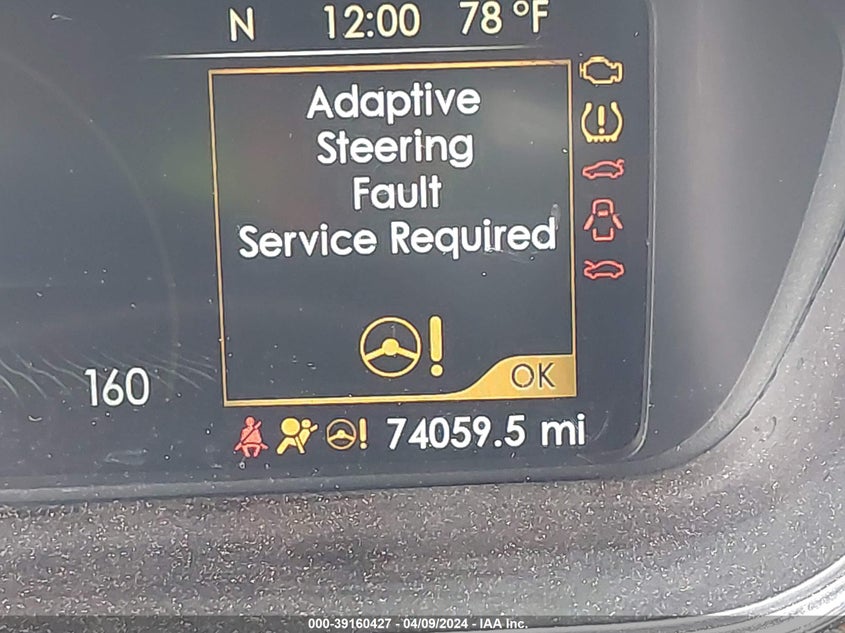 N 12:00 78 °F
Adaptive
Steering
Fault
Service Required
OK
160
74059.5 mi
000-39160427 - 04/09/2024 - IAA Inc.